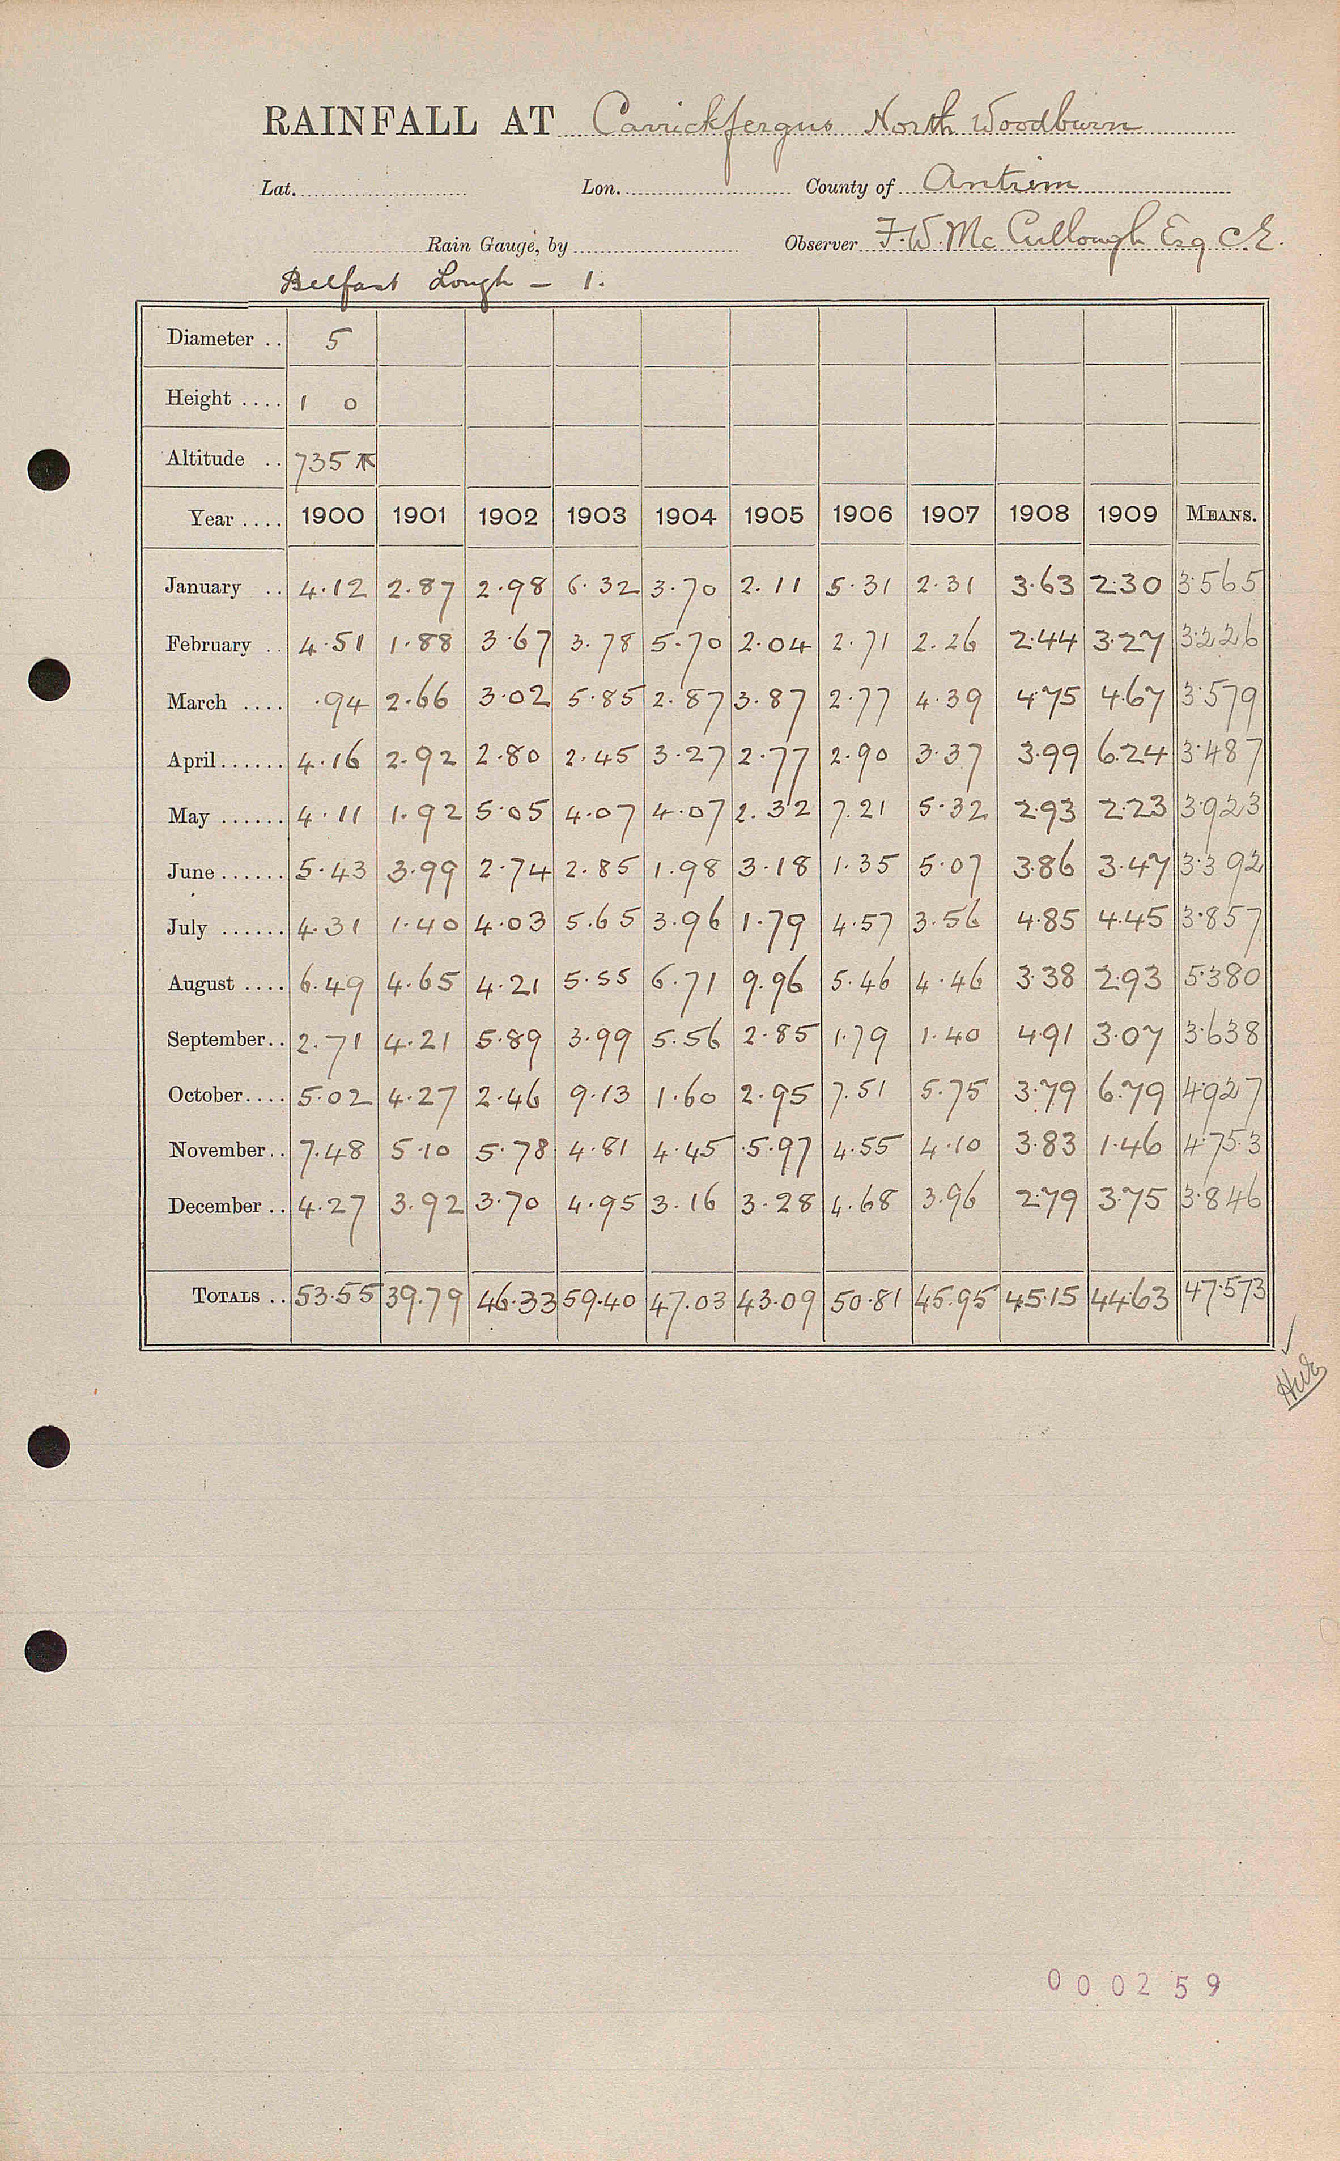 RAINFALL AT Carrickfergus North Woodburn
Lat. Lon. County of Antrim
Rain Gauge, by Observer F. W. Mc Cullough Esq C.E.
Belfast Lough – 1.
Diameter .. 5
Height .... 1 0
Altitude .. 735
Year .... 1900 1901 1902 1903 1904 1905 1906 1907 1908 1909 MEANS.
January .. 4.12 2.87 2.98 6.32 3.70 2.11 5.31 2.31 3.63 2.30 3.565
February .. 4.51 1.88 3.67 3.78 5.70 2.04 2.71 2.26 2.44 3.27 3.226
March .... .94 2.66 3.02 5.85 2.87 3.87 2.77 4.39 4.75 4.67 3.579
April ...... 4.16 2.92 2.80 2.45 3.27 2.77 2.90 3.37 3.99 6.24 3.487
May ...... 4.11 1.92 5.05 4.07 4.07 2.32 7.21 5.32 2.93 2.23 3.923
June ...... 5.43 3.99 2.74 2.85 1.98 3.18 1.35 5.07 3.86 3.47 3.392
July ...... 4.31 1.40 4.03 5.65 3.96 1.79 4.57 3.56 4.85 4.45 3.857
August .... 6.49 4.65 4.21 5.55 6.71 9.96 5.46 4.46 3.38 2.93 5.380
September .. 2.71 4.21 5.89 3.99 5.56 2.85 1.79 1.40 4.91 3.07 3.638
October .... 5.02 4.27 2.46 9.13 1.60 2.95 7.51 5.75 3.79 6.79 4.927
November .. 7.48 5.10 5.78 4.81 4.45 5.97 4.55 4.10 3.83 1.46 4.753
December .. 4.27 3.92 3.70 4.95 3.16 3.28 4.68 3.96 2.79 3.75 3.846
TOTALS .. 53.55 39.79 46.33 59.40 47.03 43.09 50.81 45.95 45.15 44.63 47.573
000259